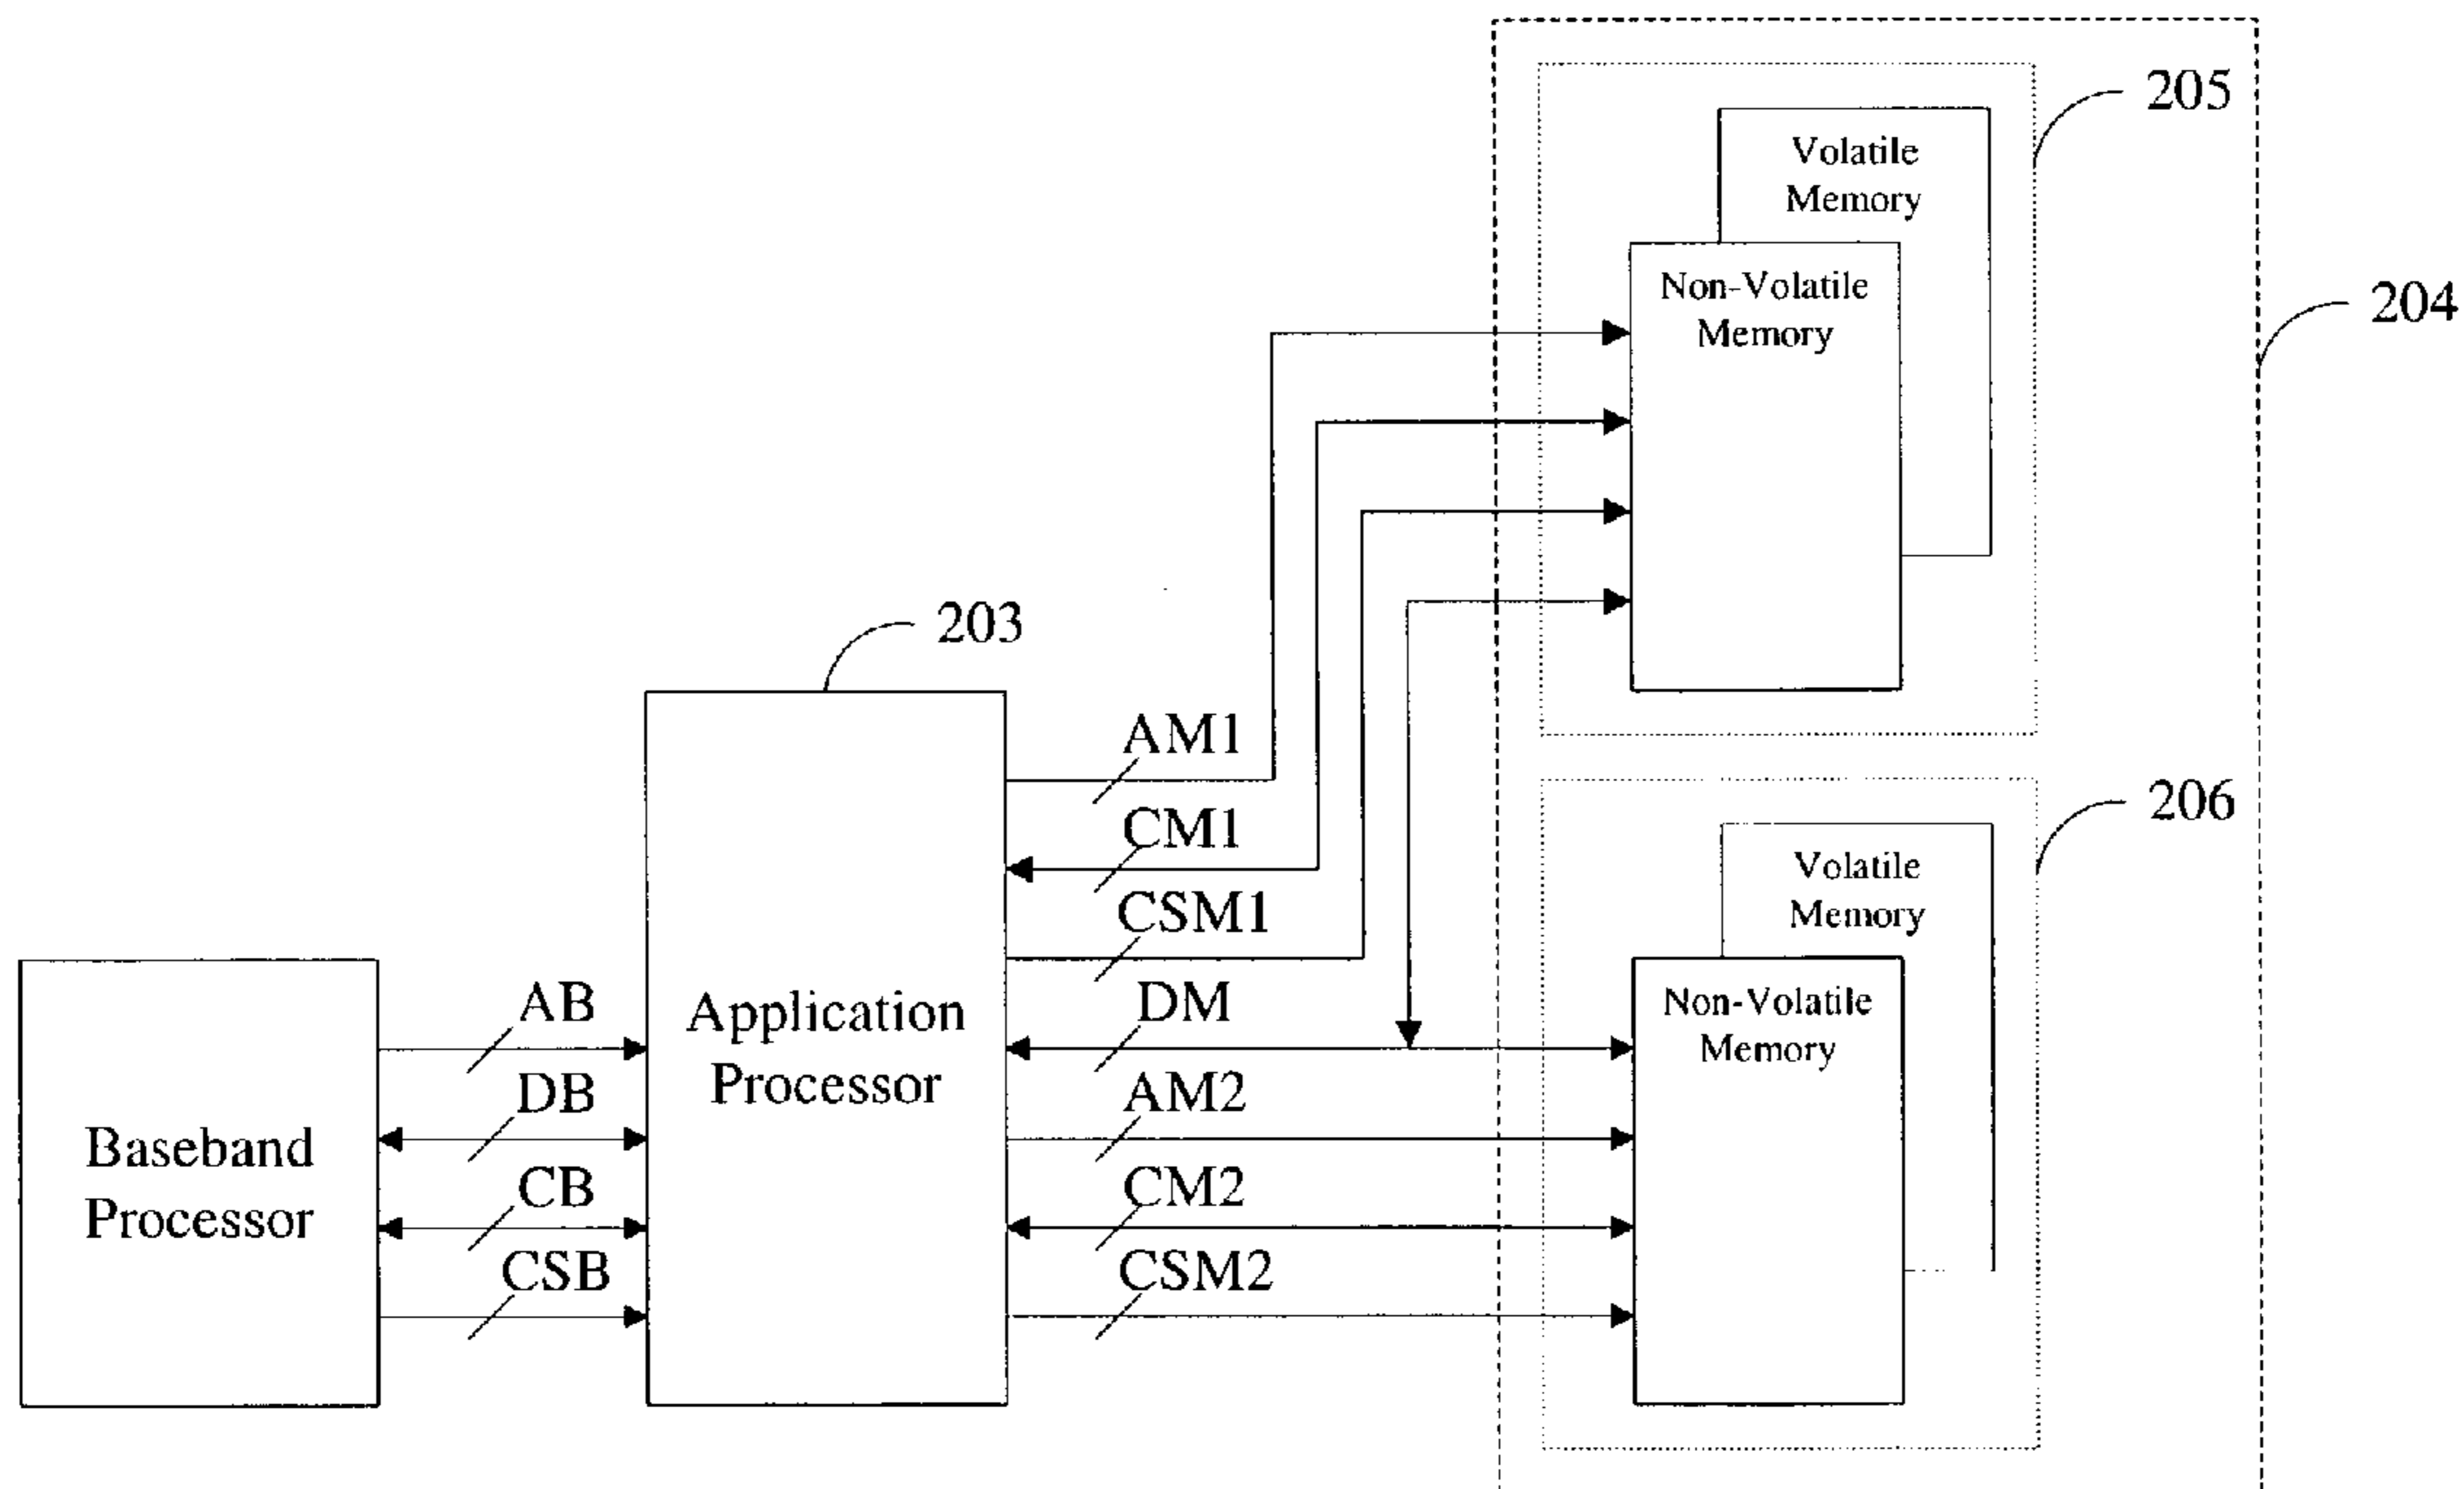 205
Volatile
Memory
204
Non-Volatile
Memory
203
AM1
CM1
CSM1
206
Volatile
Memory
Non-Volatile
Memory
DM
AM2
CM2
CSM2
Application
Processor
AB
DB
CB
CSB
Baseband
Processor